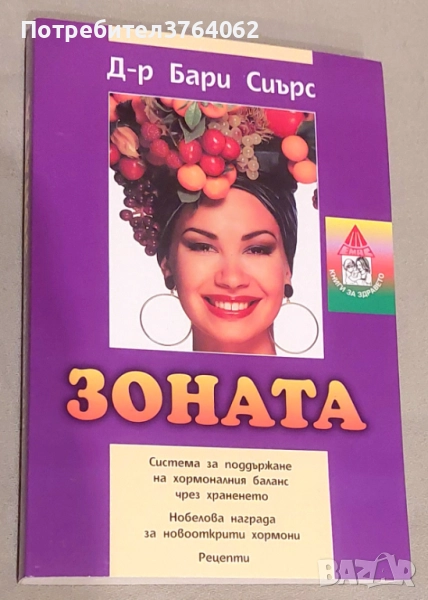 Потребител3764062
Д-р Бари Сиърс
КНИГИ ЗА ЗДРАВЕТО
ЗОНАТА
Система за поддържане
на хормоналния баланс
чрез храненето
Нобелова награда
за новооткрити хормони
Рецепти
BAZAR